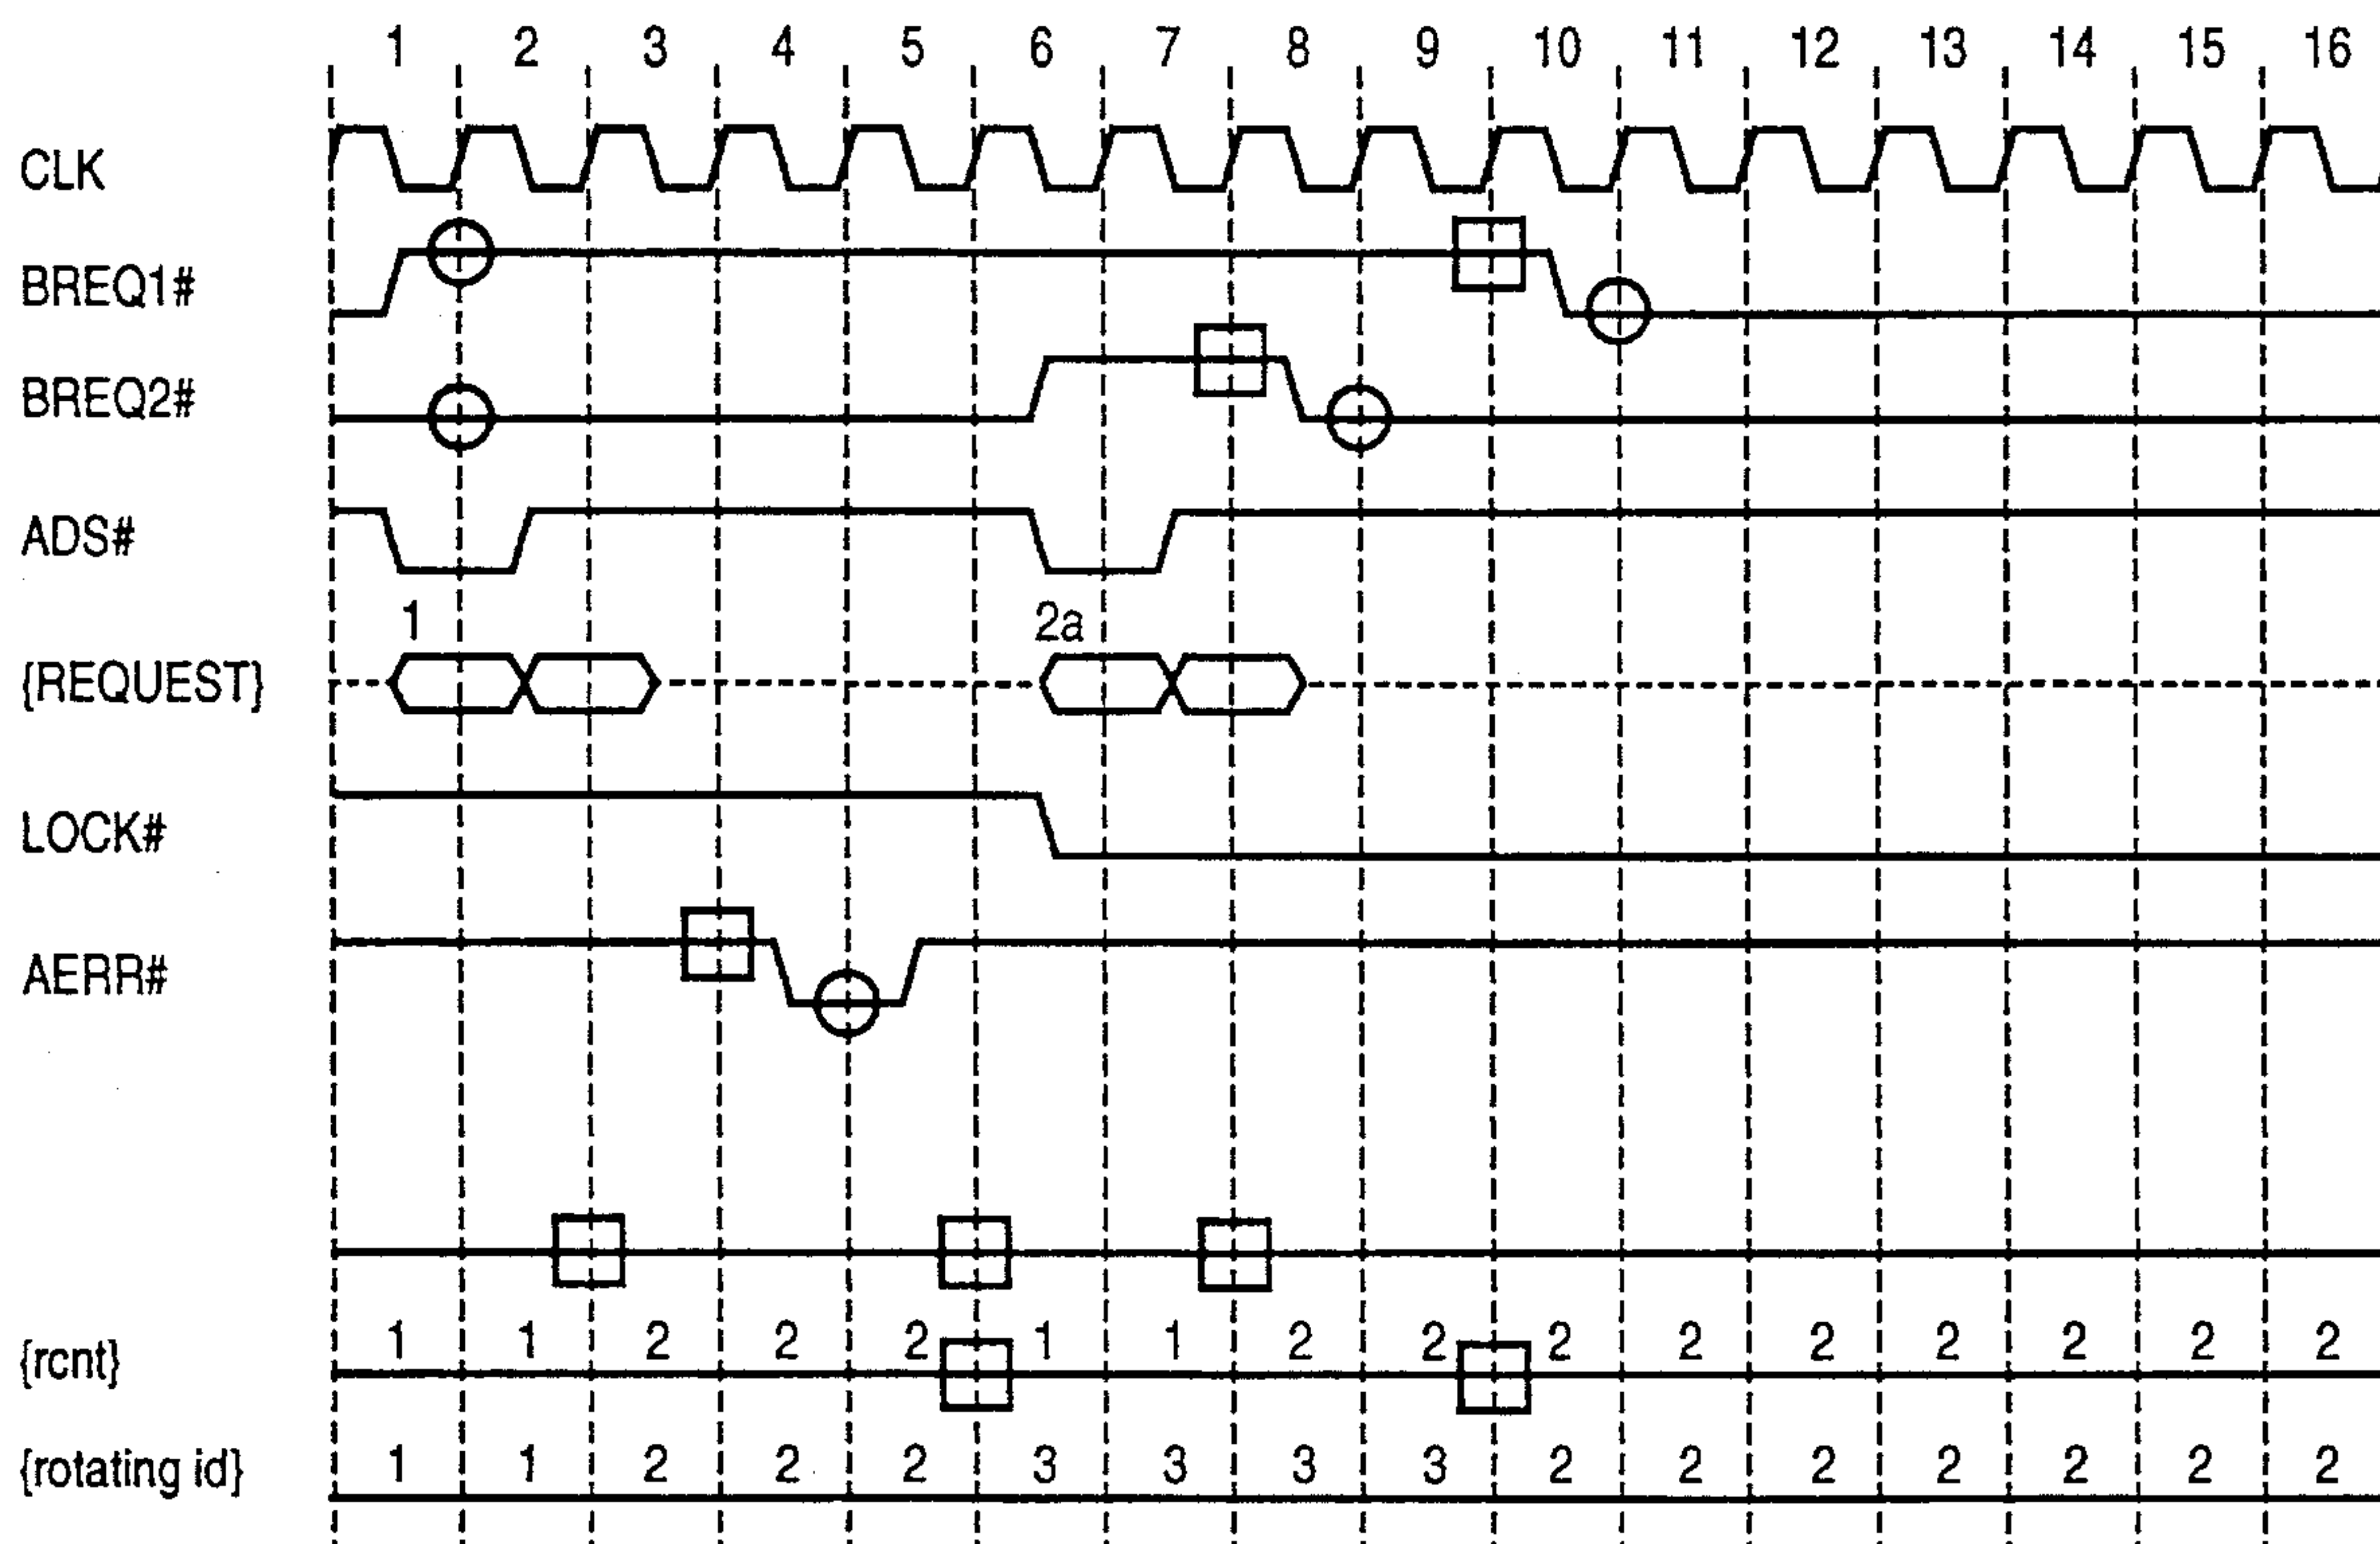 1 2 3 4 5 6 7 8 9 10 11 12 13 14 15 16
CLK
BREQ1#
BREQ2#
ADS#
1 2a
{REQUEST}
LOCK#
AERR#
{rcnt} 1 1 2 2 2 1 1 2 2 2 2 2 2 2 2 2
{rotating id} 1 1 2 2 2 3 3 3 3 2 2 2 2 2 2 2